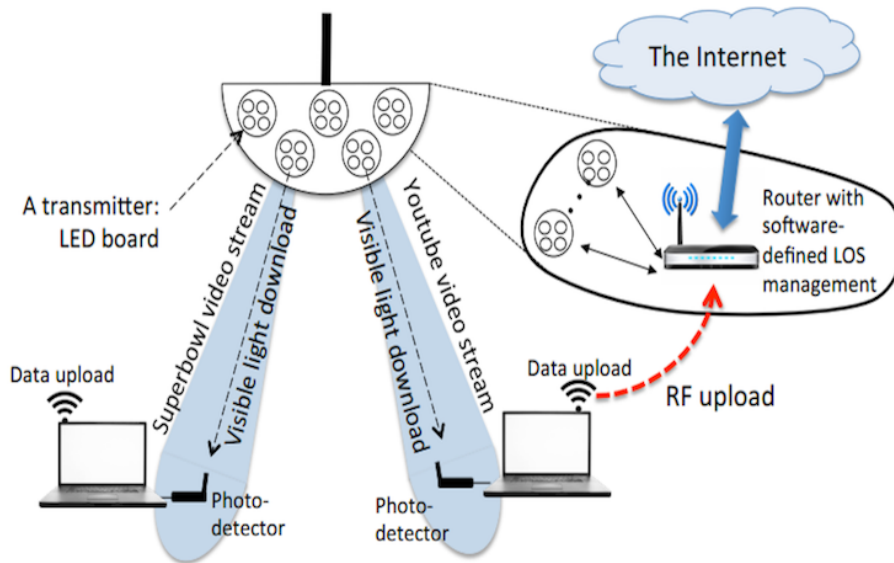 The Internet
A transmitter:
LED board
Superbowl video stream
Visible light download
Youtube video stream
Visible light download
Router with
software-
defined LOS
management
Data upload
Photo-
detector
Data upload
Photo-
detector
RF upload